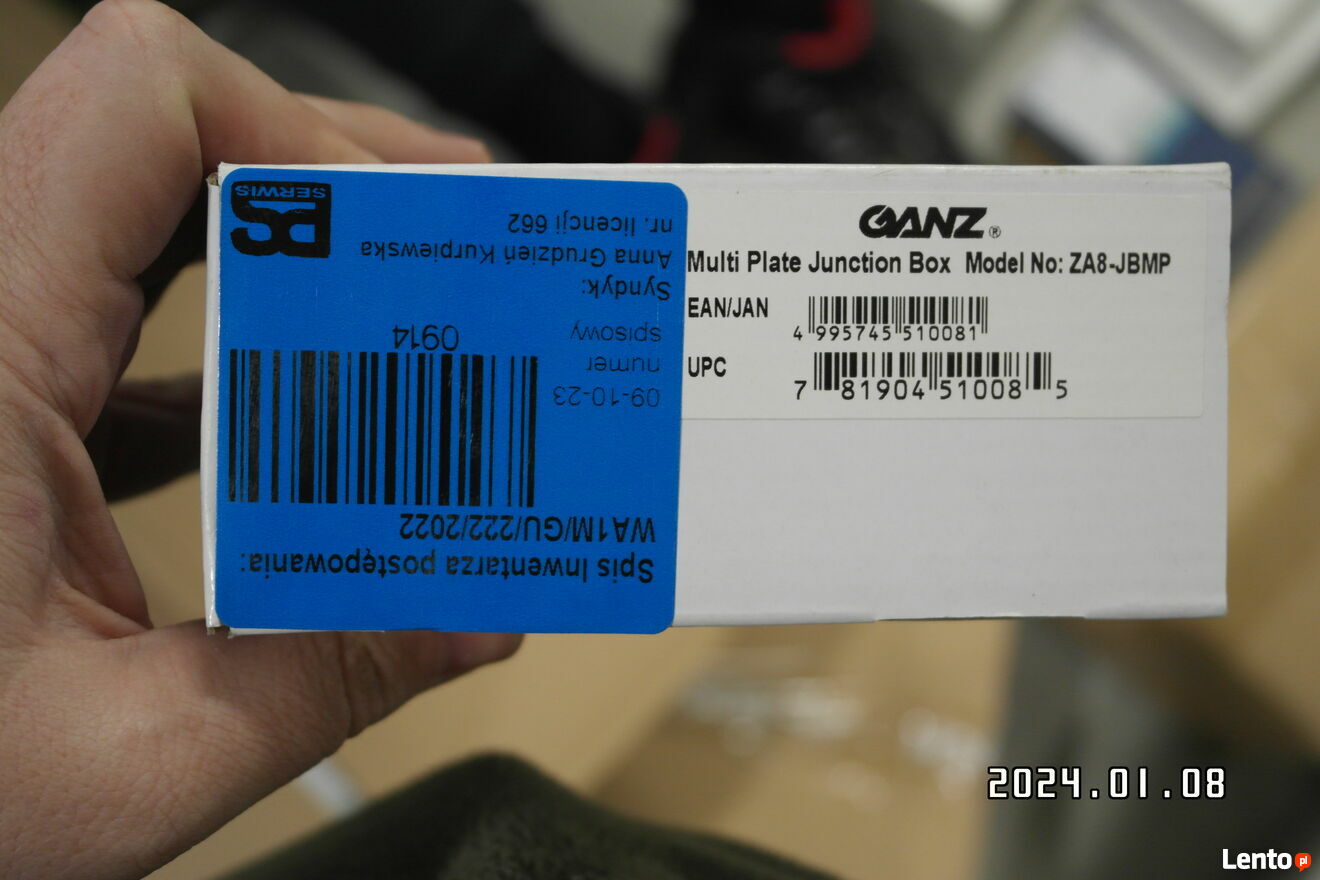 GANZ®
Multi Plate Junction Box Model No: ZA8-JBMP
EAN/JAN
4 995745 510081
UPC
7 81904 51008 5
Spis Inwentarza postępowania:
WA1M/GU/222/2022
09-10-23
numer
spisowy
0914
Syndyk:
Anna Grudzień Kurpiewska
nr. licencji 662
PS
SERWIS
2024.01.08
Lento pl